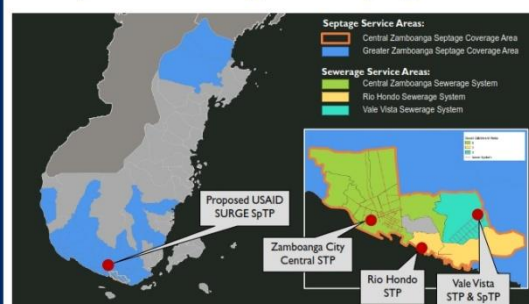 Septage Service Areas:
Central Zamboanga Septage Coverage Area
Greater Zamboanga Septage Coverage Area
Sewerage Service Areas:
Central Zamboanga Sewerage System
Rio Hondo Sewerage System
Vale Vista Sewerage System
Proposed USAID
SURGE SpTP
Zamboanga City
Central STP
Rio Hondo
STP
Vale Vista
STP & SpTP